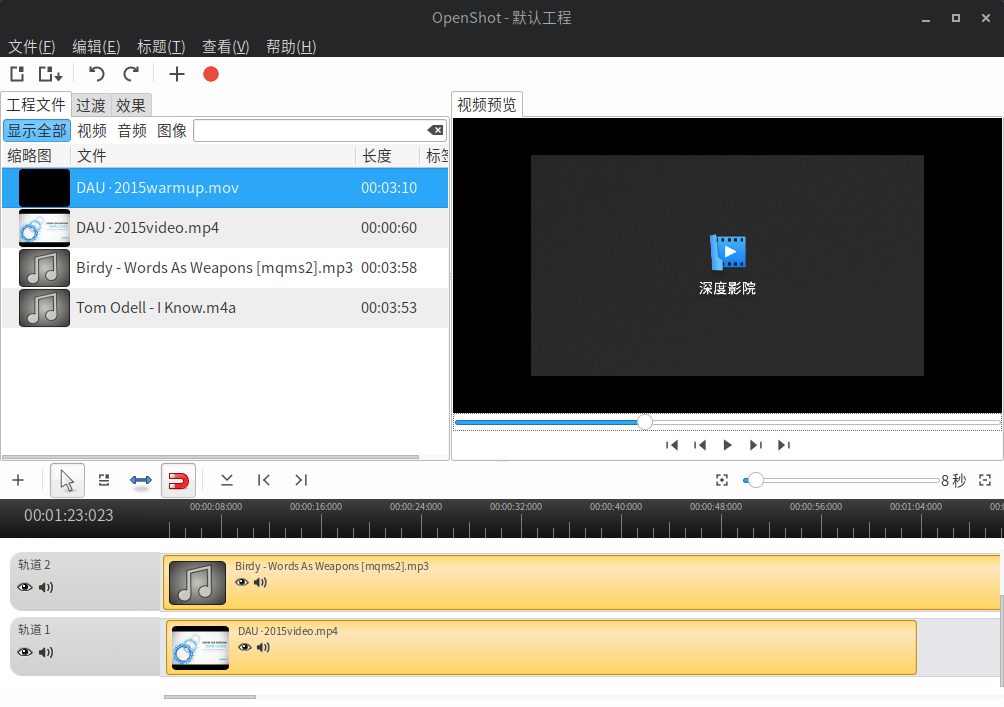 OpenShot - 默认工程
文件(F) 编辑(E) 标题(T) 查看(V) 帮助(H)
工程文件 过渡 效果
显示全部 视频 音频 图像
缩略图 文件 长度
DAU · 2015warmup.mov 00:03:10
DAU · 2015video.mp4 00:00:60
Birdy - Words As Weapons [mqms2].mp3 00:03:58
Tom Odell - I Know.m4a 00:03:53
视频预览
深度影院
8 秒
00:01:23:023
00:00:08:000 00:00:16:000 00:00:24:000 00:00:32:000 00:00:40:000 00:00:48:000 00:00:56:000 00:01:04:000
轨道 2
Birdy - Words As Weapons [mqms2].mp3
轨道 1
DAU · 2015video.mp4